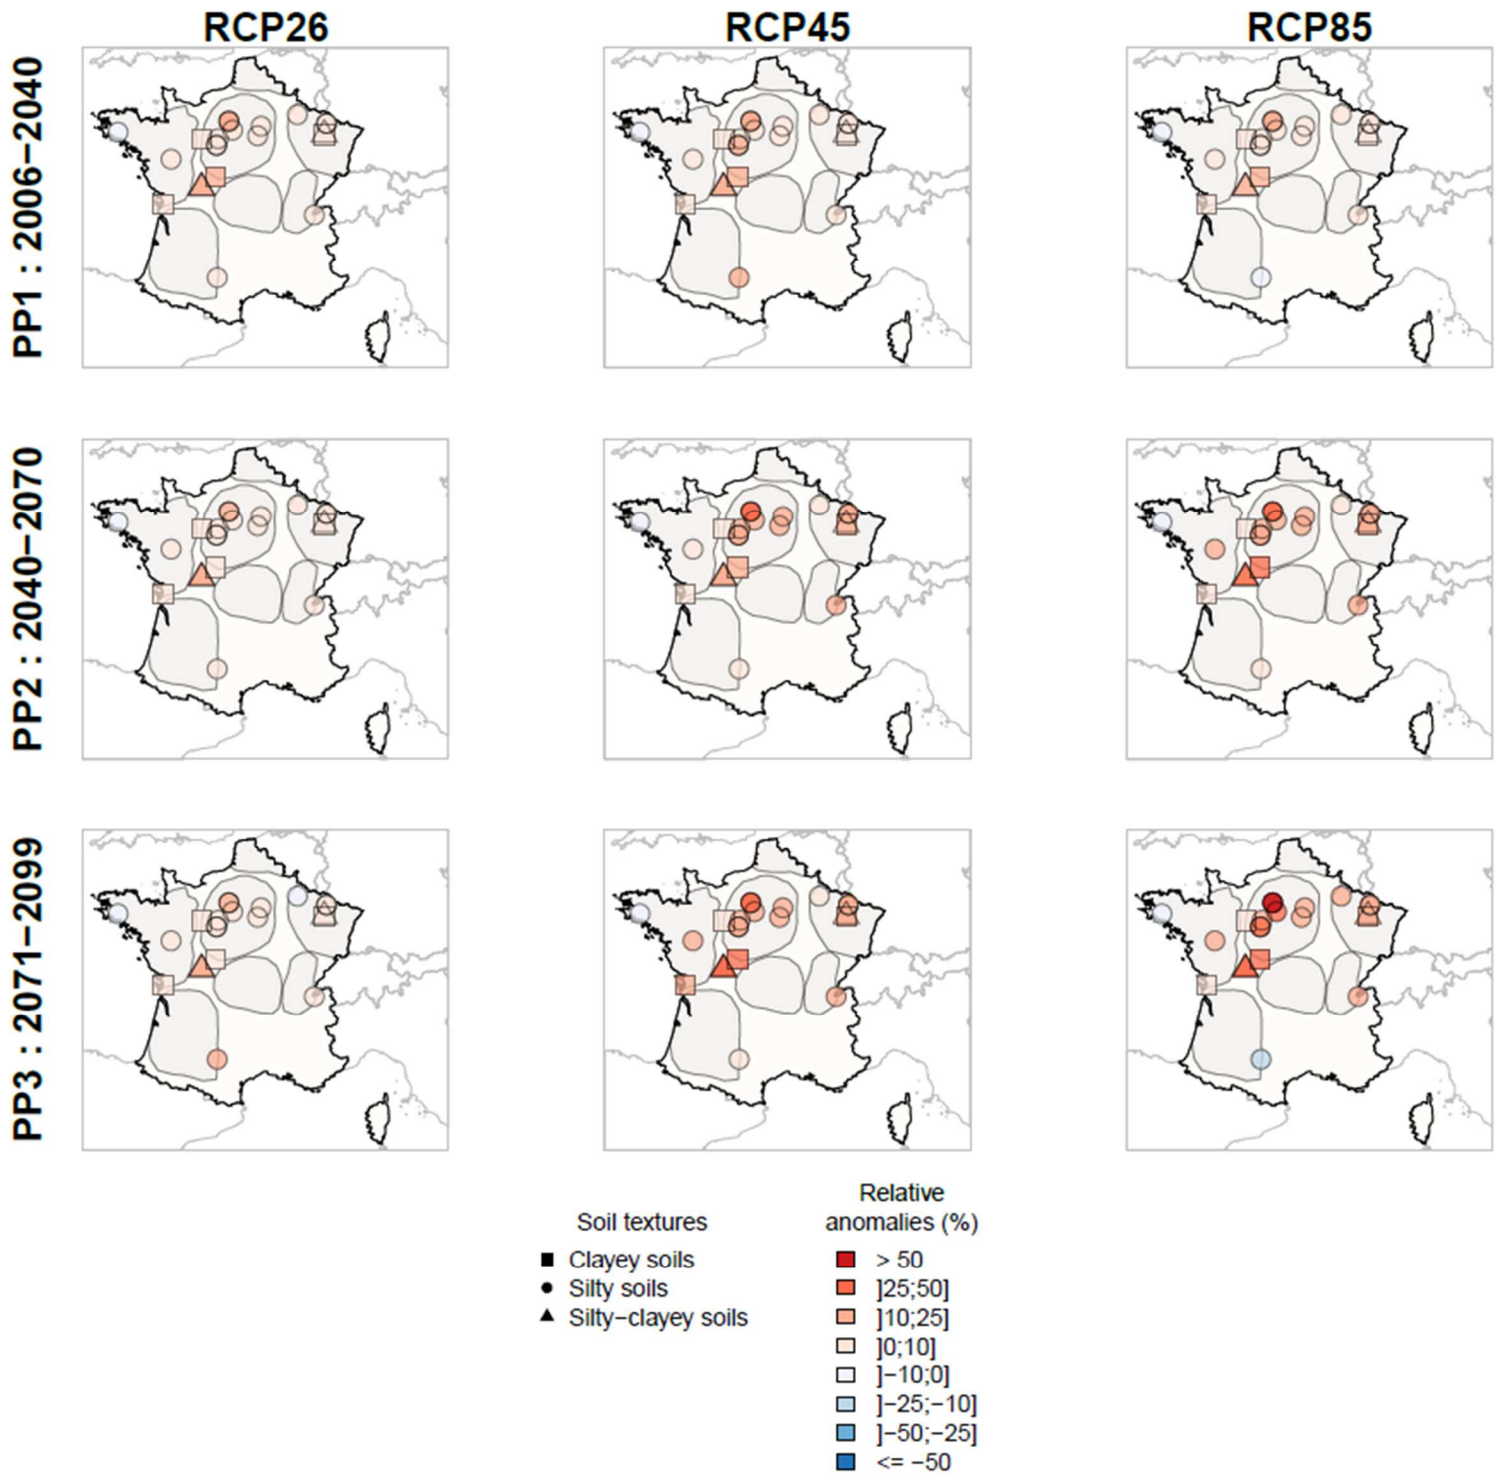 RCP26
RCP45
RCP85
PP1 : 2006−2040
PP2 : 2040−2070
PP3 : 2071−2099
Soil textures
■ Clayey soils
● Silty soils
▲ Silty−clayey soils
Relative
anomalies (%)
> 50
]25;50]
]10;25]
]0;10]
]−10;0]
]−25;−10]
]−50;−25]
<= −50